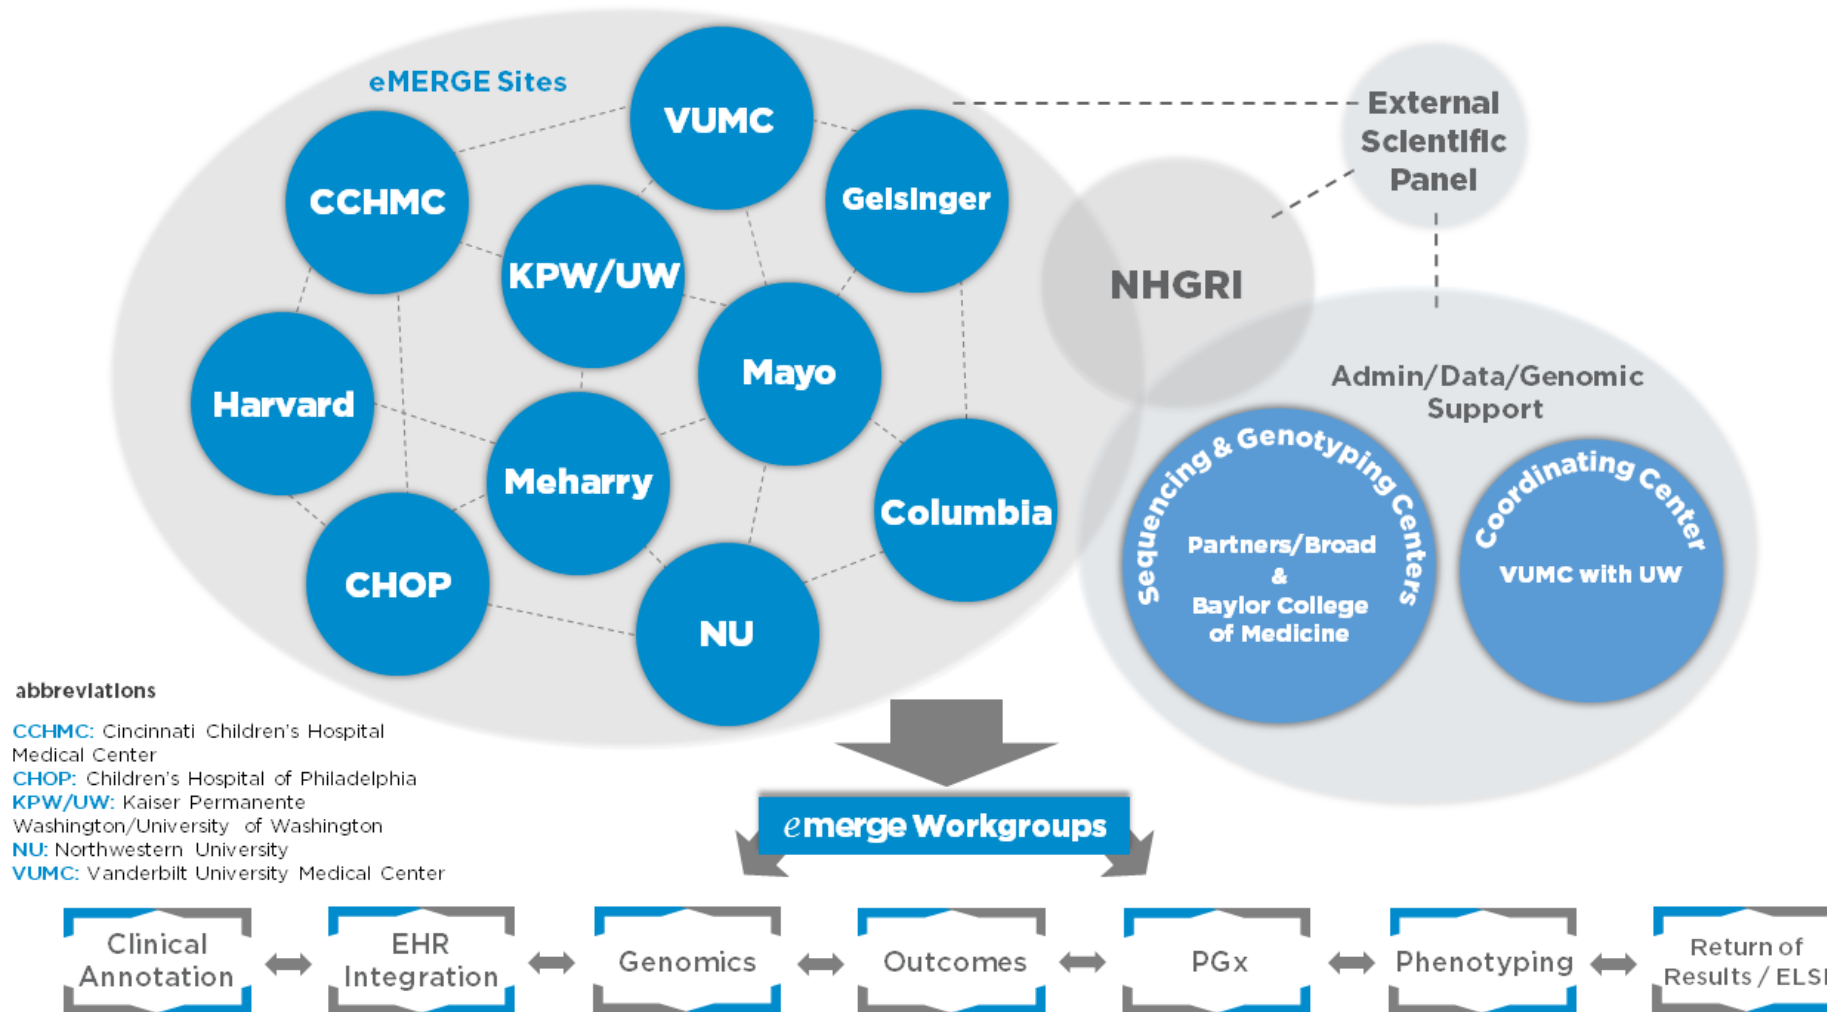 eMERGE Sites
VUMC
CCHMC
Geisinger
KPW/UW
Mayo
Harvard
Meharry
Columbia
CHOP
NU
External
Scientific
Panel
NHGRI
Admin/Data/Genomic
Support
Sequencing & Genotyping Centers
Partners/Broad
&
Baylor College
of Medicine
Coordinating Center
VUMC with UW
abbreviations
CCHMC: Cincinnati Children's Hospital
Medical Center
CHOP: Children's Hospital of Philadelphia
KPW/UW: Kaiser Permanente
Washington/University of Washington
NU: Northwestern University
VUMC: Vanderbilt University Medical Center
emerge Workgroups
Clinical
Annotation
EHR
Integration
Genomics
Outcomes
PGx
Phenotyping
Return of
Results / ELSI